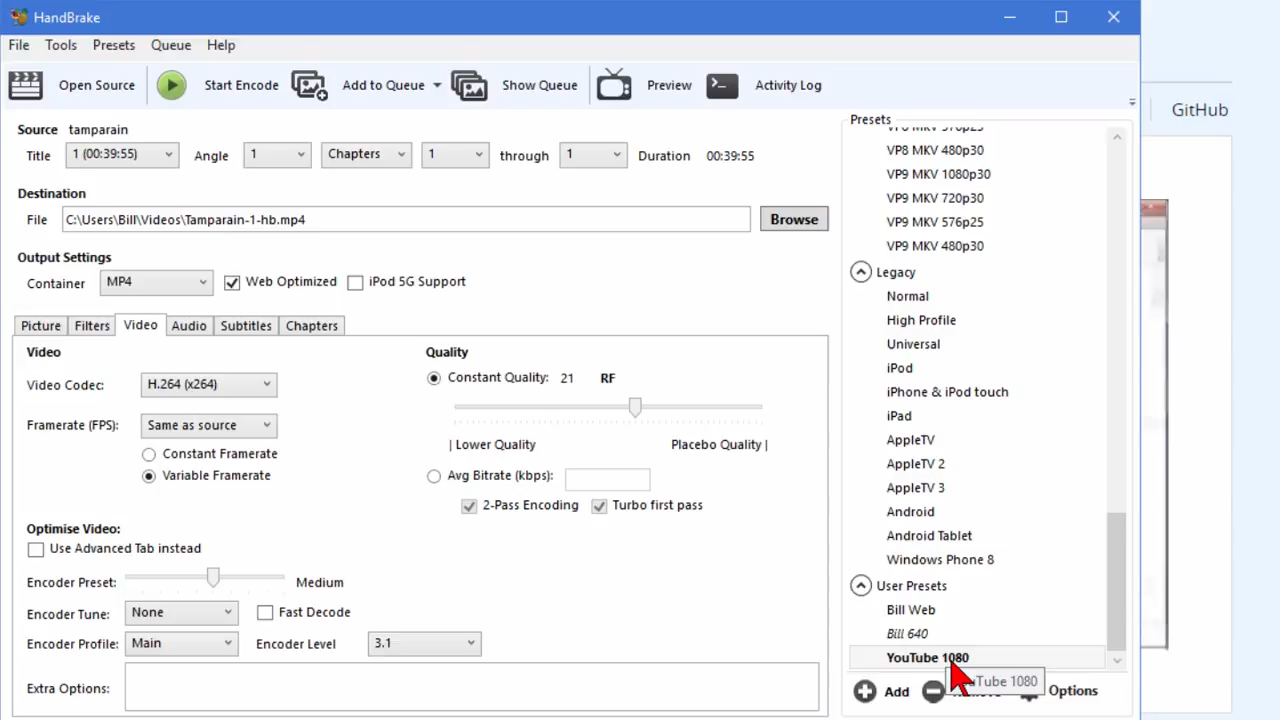 HandBrake
File Tools Presets Queue Help
Open Source Start Encode Add to Queue Show Queue Preview Activity Log
GitHub
Source tamparain
Title 1 (00:39:55) Angle 1 Chapters 1 through 1 Duration 00:39:55
Destination
File C:\Users\Bill\Videos\Tamparain-1-hb.mp4 Browse
Output Settings
Container MP4 Web Optimized iPod 5G Support
Picture Filters Video Audio Subtitles Chapters
Video
Video Codec: H.264 (x264)
Framerate (FPS): Same as source
Constant Framerate
Variable Framerate
Quality
Constant Quality: 21 RF
| Lower Quality Placebo Quality |
Avg Bitrate (kbps):
2-Pass Encoding Turbo first pass
Optimise Video:
Use Advanced Tab instead
Encoder Preset: Medium
Encoder Tune: None Fast Decode
Encoder Profile: Main Encoder Level 3.1
Extra Options:
Presets
VP8 MKV 576p25
VP8 MKV 480p30
VP9 MKV 1080p30
VP9 MKV 720p30
VP9 MKV 576p25
VP9 MKV 480p30
Legacy
Normal
High Profile
Universal
iPod
iPhone & iPod touch
iPad
AppleTV
AppleTV 2
AppleTV 3
Android
Android Tablet
Windows Phone 8
User Presets
Bill Web
Bill 640
YouTube 1080
Add Options